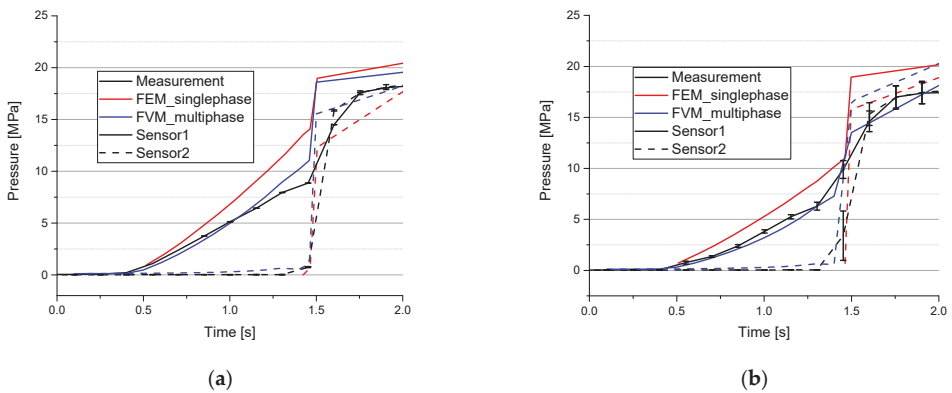 25
20
15
10
5
0
Pressure [MPa]
Measurement
FEM_singlephase
FVM_multiphase
Sensor1
Sensor2
0.0 0.5 1.0 1.5 2.0
Time [s]
(a)
25
20
15
10
5
0
Pressure [MPa]
Measurement
FEM_singlephase
FVM_multiphase
Sensor1
Sensor2
0.0 0.5 1.0 1.5 2.0
Time [s]
(b)